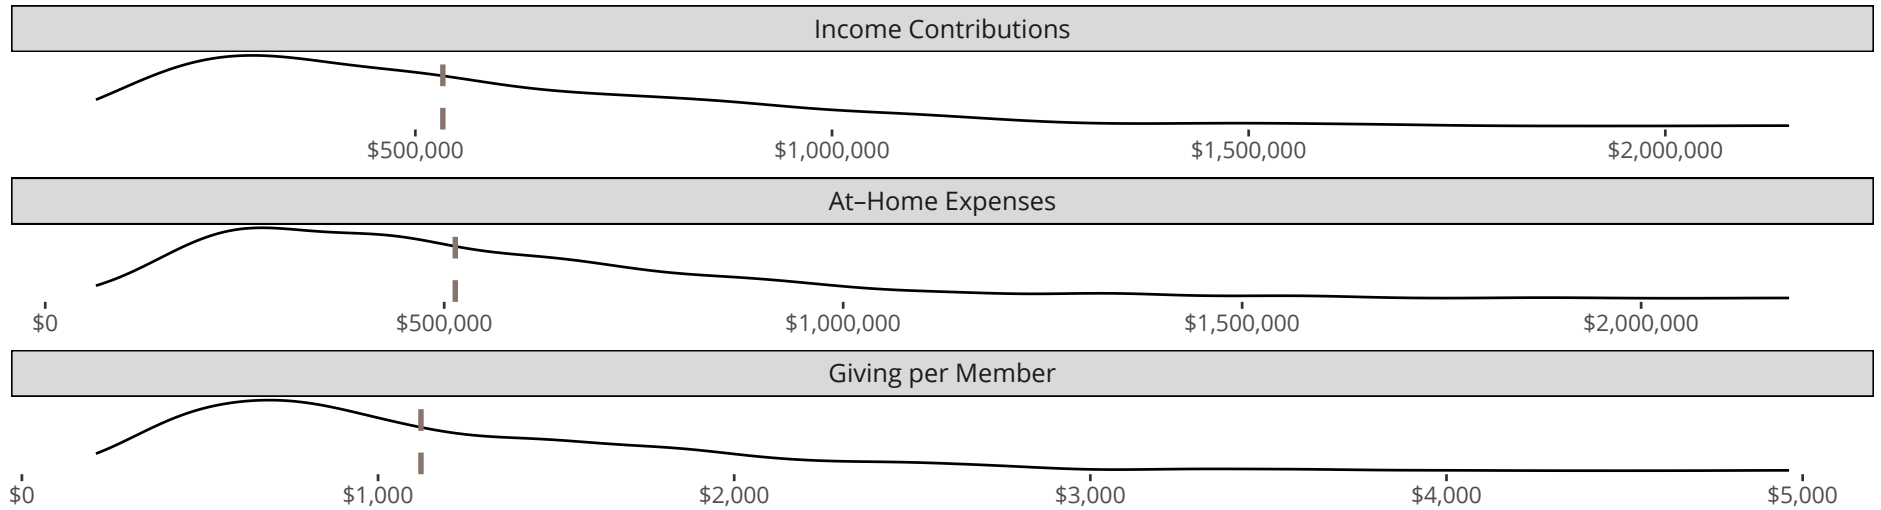 Income Contributions
$500,000 $1,000,000 $1,500,000 $2,000,000
At–Home Expenses
$0 $500,000 $1,000,000 $1,500,000 $2,000,000
Giving per Member
$0 $1,000 $2,000 $3,000 $4,000 $5,000